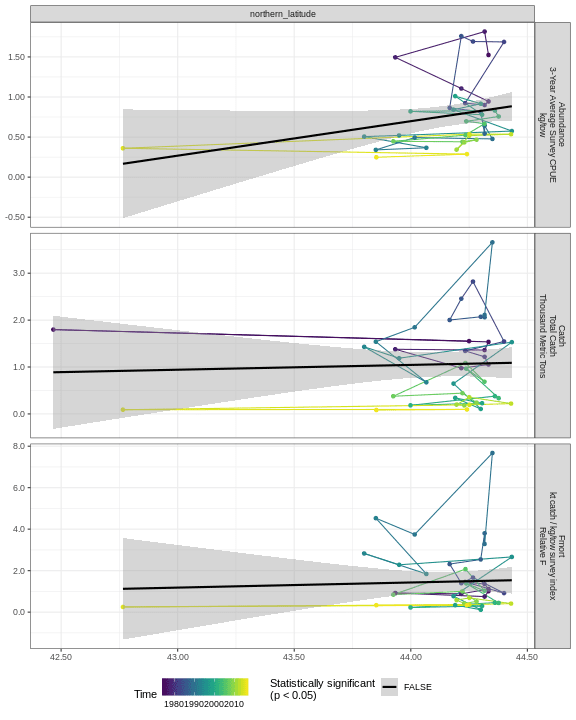 northern_latitude
1.50
1.00
0.50
0.00
-0.50
Abundance
3-Year Average Survey CPUE
kg/tow
3.0
2.0
1.0
0.0
Catch
Total Catch
Thousand Metric Tons
8.0
6.0
4.0
2.0
0.0
Fmort
kt catch / kg/tow survey index
Relative F
42.50
43.00
43.50
44.00
44.50
Time
1980199020002010
Statistically significant
(p < 0.05)
FALSE